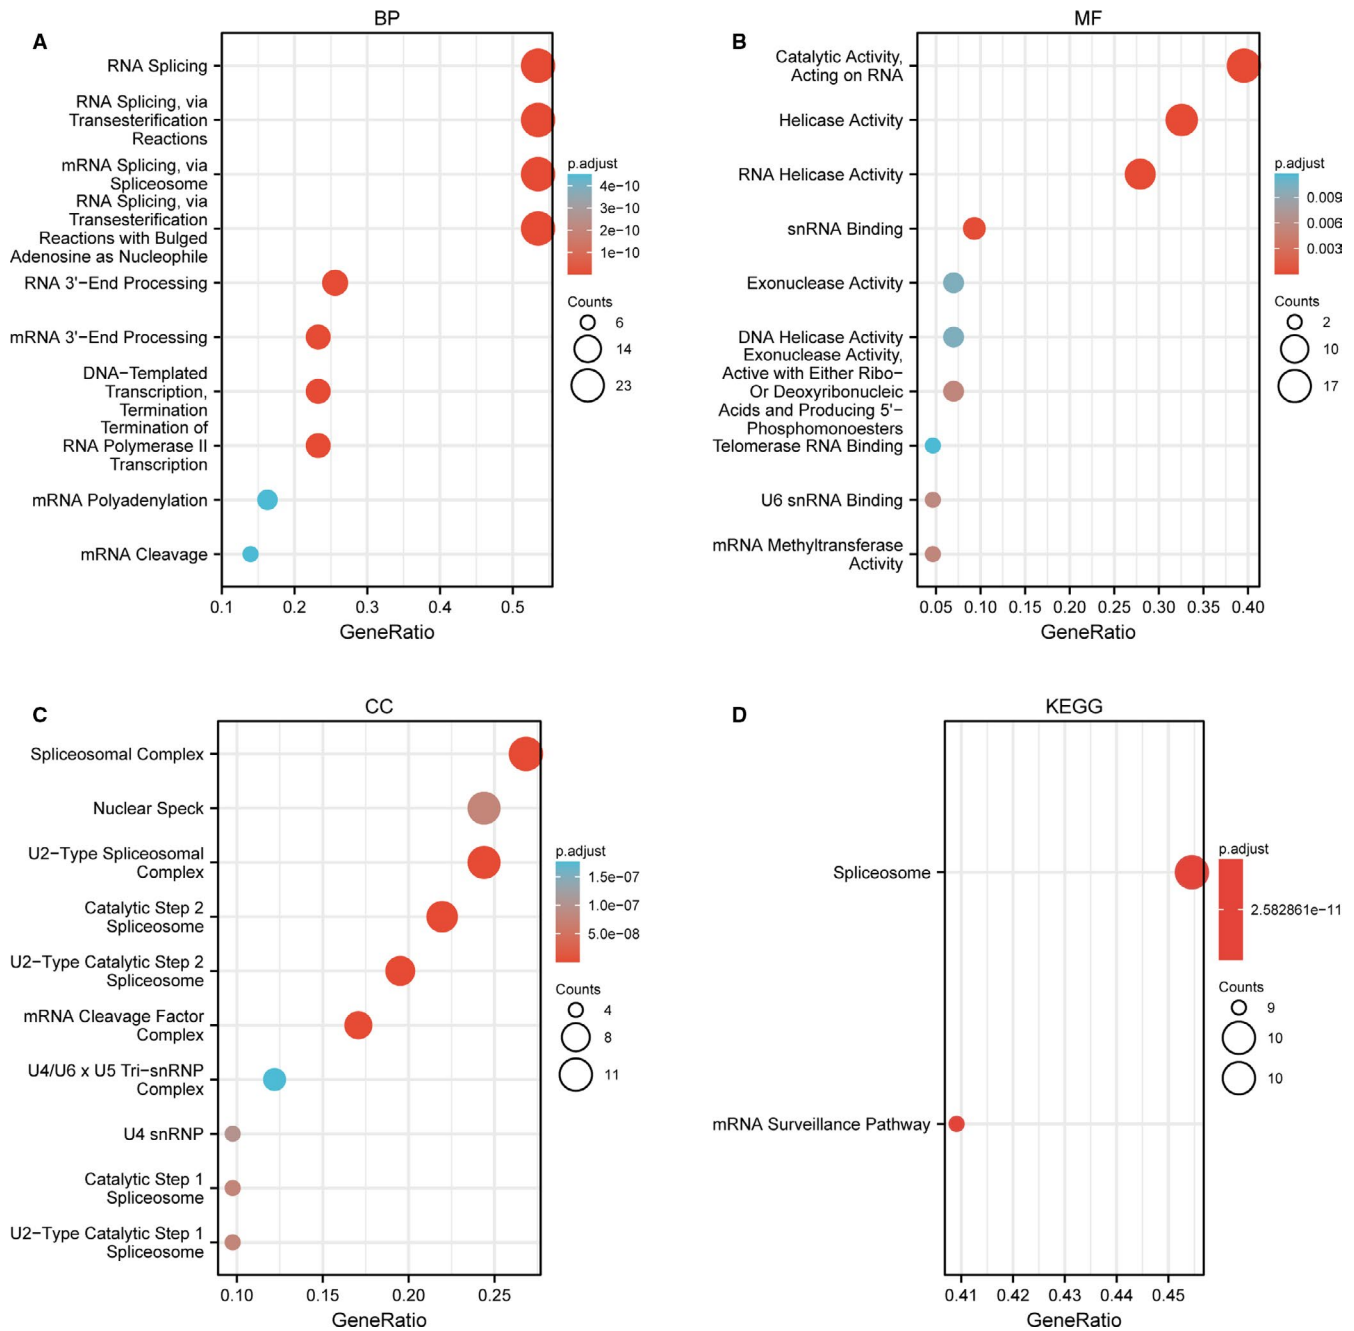 A
BP
RNA Splicing
RNA Splicing, via
Transesterification
Reactions
mRNA Splicing, via
Spliceosome
RNA Splicing, via
Transesterification
Reactions with Bulged
Adenosine as Nucleophile
RNA 3'−End Processing
mRNA 3'−End Processing
DNA−Templated
Transcription,
Termination
Termination of
RNA Polymerase II
Transcription
mRNA Polyadenylation
mRNA Cleavage
0.1 0.2 0.3 0.4 0.5
GeneRatio
p.adjust
4e−10
3e−10
2e−10
1e−10
Counts
6
14
23
B
MF
Catalytic Activity,
Acting on RNA
Helicase Activity
RNA Helicase Activity
snRNA Binding
Exonuclease Activity
DNA Helicase Activity
Exonuclease Activity,
Active with Either Ribo−
Or Deoxyribonucleic
Acids and Producing 5'−
Phosphomonoesters
Telomerase RNA Binding
U6 snRNA Binding
mRNA Methyltransferase
Activity
0.05 0.10 0.15 0.20 0.25 0.30 0.35 0.40
GeneRatio
p.adjust
0.009
0.006
0.003
Counts
2
10
17
C
CC
Spliceosomal Complex
Nuclear Speck
U2−Type Spliceosomal
Complex
Catalytic Step 2
Spliceosome
U2−Type Catalytic Step 2
Spliceosome
mRNA Cleavage Factor
Complex
U4/U6 x U5 Tri−snRNP
Complex
U4 snRNP
Catalytic Step 1
Spliceosome
U2−Type Catalytic Step 1
Spliceosome
0.10 0.15 0.20 0.25
GeneRatio
p.adjust
1.5e−07
1.0e−07
5.0e−08
Counts
4
8
11
D
KEGG
Spliceosome
mRNA Surveillance Pathway
0.41 0.42 0.43 0.44 0.45
GeneRatio
p.adjust
2.582861e−11
Counts
9
10
10